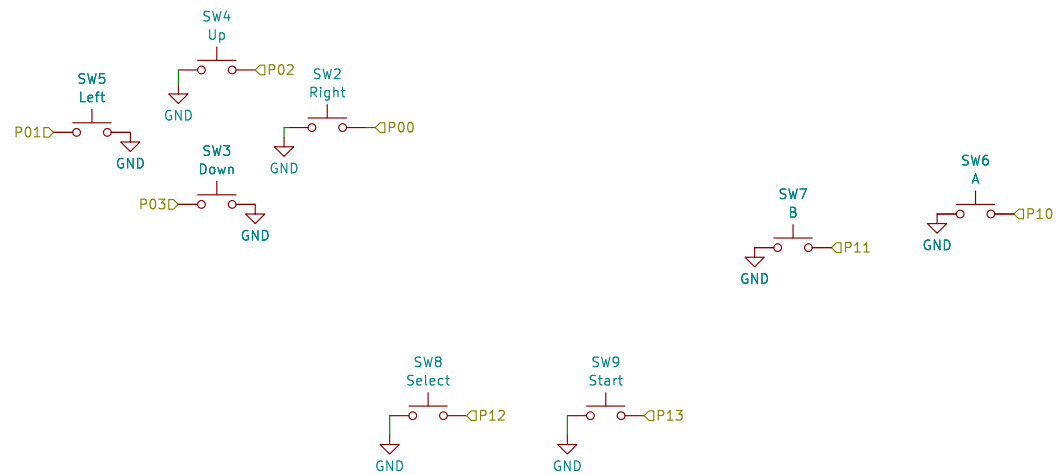 SW4
Up
P02
GND
SW5
Left
P01
GND
SW2
Right
P00
GND
SW3
Down
P03
GND
SW6
A
P10
GND
SW7
B
P11
GND
SW8
Select
P12
GND
SW9
Start
P13
GND